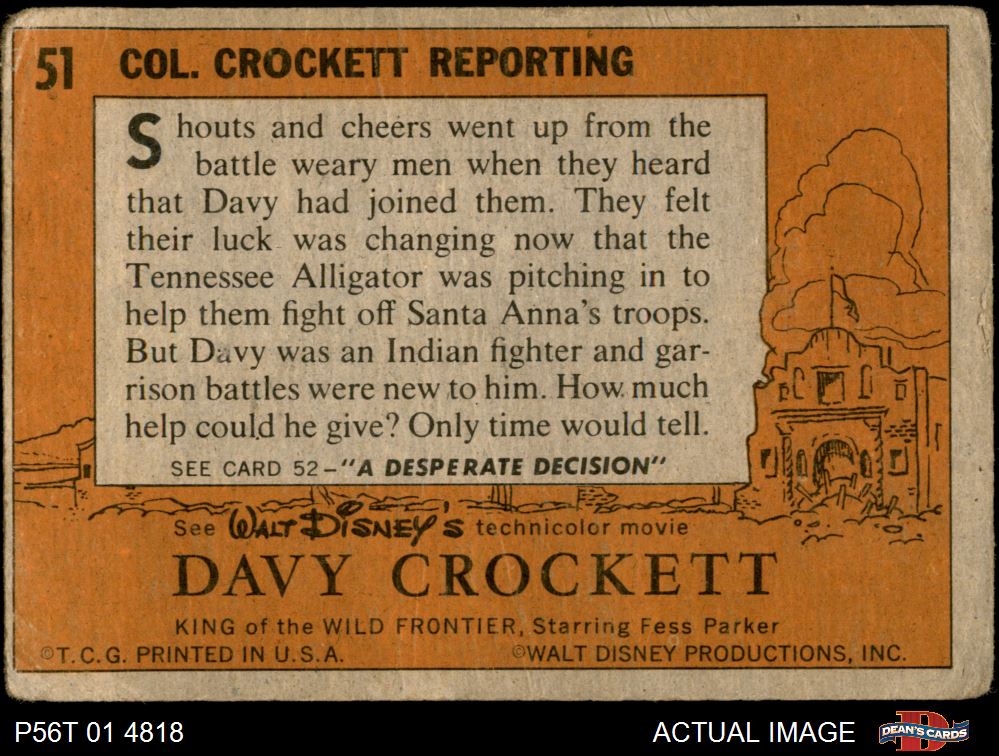 51 COL. CROCKETT REPORTING
Shouts and cheers went up from the
battle weary men when they heard
that Davy had joined them. They felt
their luck was changing now that the
Tennessee Alligator was pitching in to
help them fight off Santa Anna's troops.
But Davy was an Indian fighter and gar-
rison battles were new to him. How much
help could he give? Only time would tell.
SEE CARD 52–"A DESPERATE DECISION"
See WALT DISNEY'S technicolor movie
DAVY CROCKETT
KING of the WILD FRONTIER, Starring Fess Parker
©T.C.G. PRINTED IN U.S.A. ©WALT DISNEY PRODUCTIONS, INC.
P56T 01 4818 ACTUAL IMAGE D DEAN'S CARDS